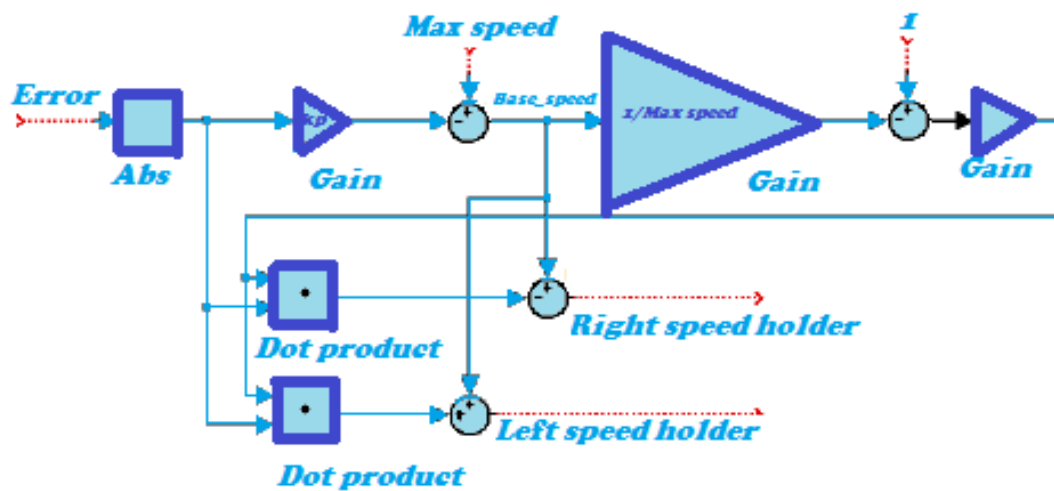 Max speed
1
Error
Base_speed
kp
1/Max speed
Abs
Gain
Gain
Gain
Right speed holder
Dot product
Left speed holder
Dot product